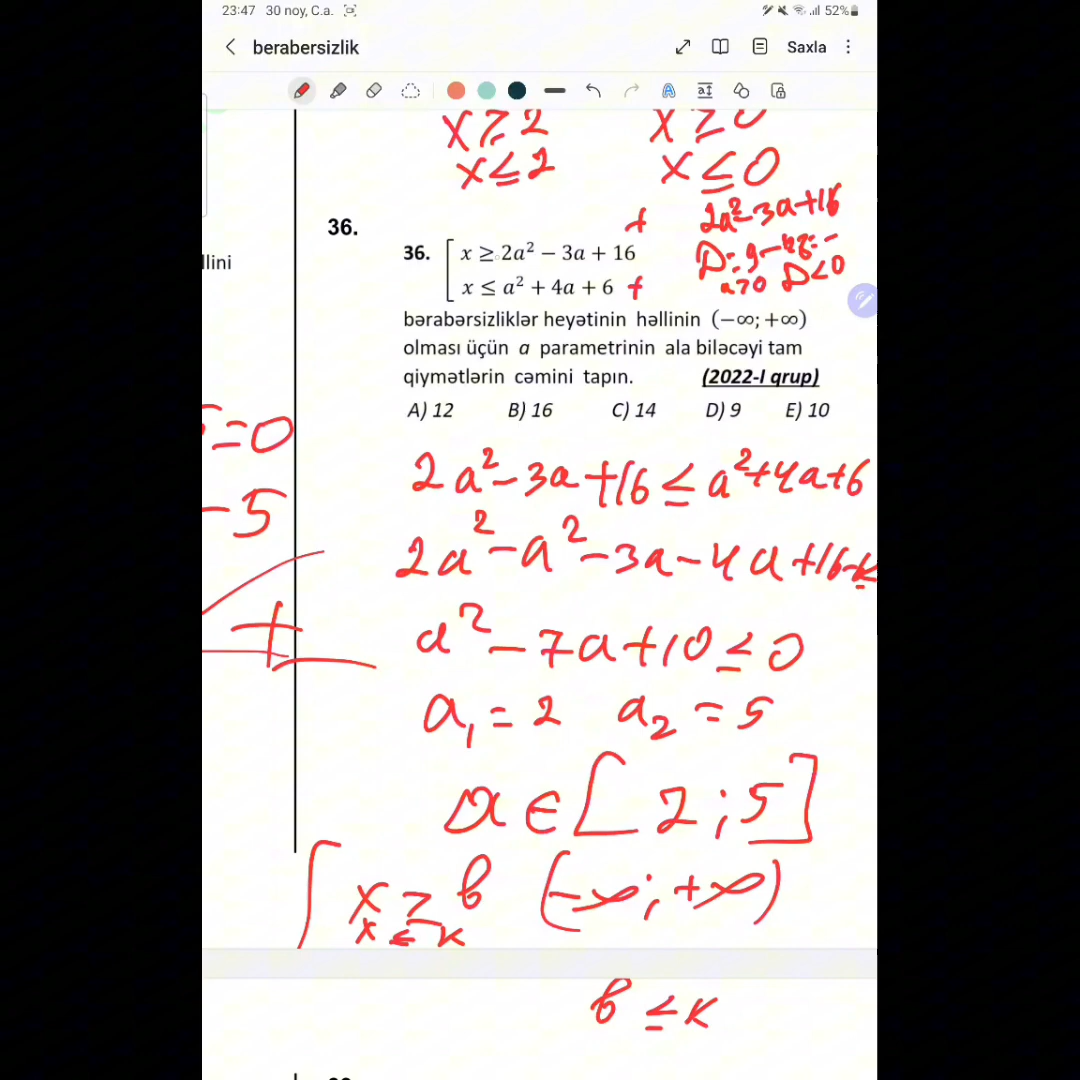 23:47 30 noy, C.a. 52%
berabersizlik Saxla
x ≥ 2 x ≥ 0
x ≤ 2 x ≤ 0
2a²-3a+16
36.
llini
36. x ≥ 2a² − 3a + 16 +
x ≤ a² + 4a + 6 +
a>0 D<0
bərabərsizliklər heyətinin həllinin (−∞; +∞)
olması üçün a parametrinin ala biləcəyi tam
qiymətlərin cəmini tapın. (2022-I qrup)
A) 12 B) 16 C) 14 D) 9 E) 10
=0
2a²-3a+16 ≤ a²+4a+6
-5
2a²-a²-3a-4a+16-
+
a²-7a+10 ≤ 0
a₁=2 a₂=5
a ∈ [2;5]
x ≥ b (-∞;+∞)
x ≤ k
b ≤ k